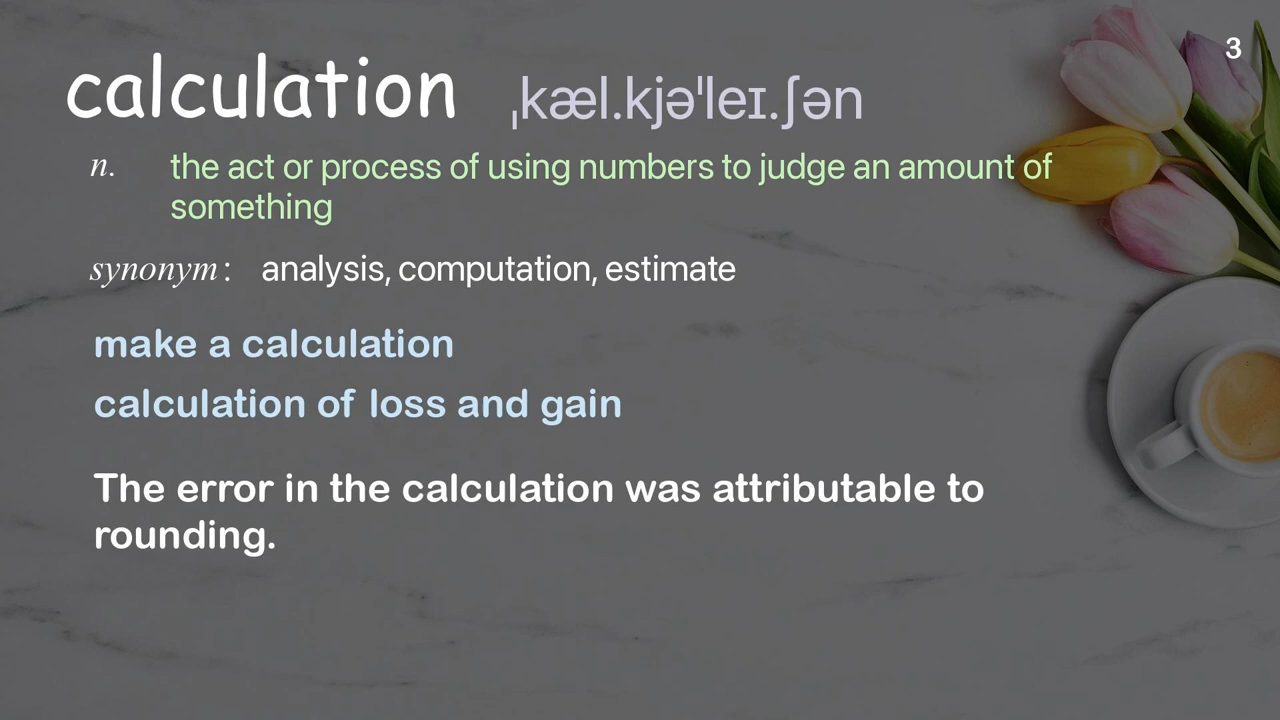 3
calculation ˌkæl.kjəˈleɪ.ʃən
n. the act or process of using numbers to judge an amount of
something
synonym: analysis, computation, estimate
make a calculation
calculation of loss and gain
The error in the calculation was attributable to
rounding.